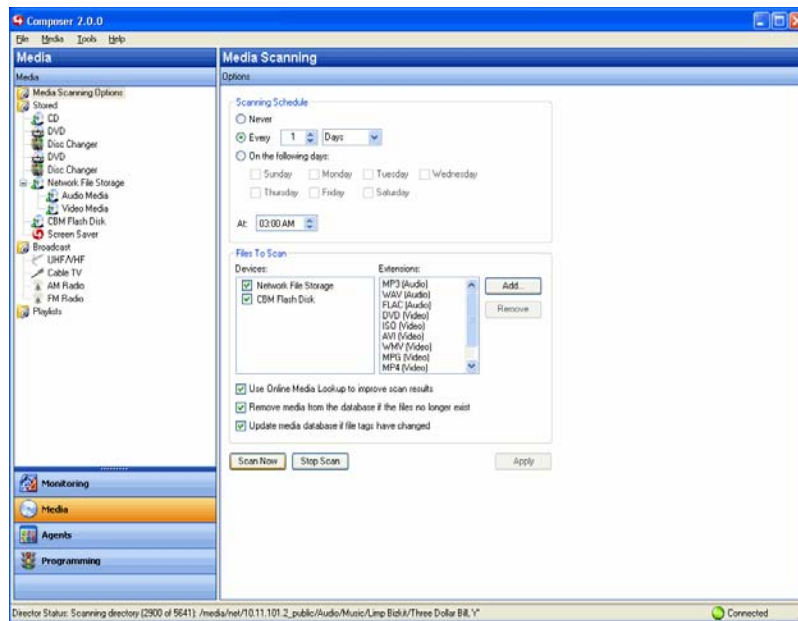 Composer 2.0.0
File Media Tools Help
Media
Media Scanning
Media
Options
Media Scanning Options
Stored
CD
DVD
Disc Changer
DVD
Disc Changer
Network File Storage
Audio Media
Video Media
CBM Flash Disk
Screen Saver
Broadcast
UHF/VHF
Cable TV
AM Radio
FM Radio
Playlists
Scanning Schedule
Never
Every 1 Days
On the following days:
Sunday Monday Tuesday Wednesday
Thursday Friday Saturday
At: 03:00 AM
Files To Scan
Devices:
Network File Storage
CBM Flash Disk
Extensions:
MP3 (Audio)
WAV (Audio)
FLAC (Audio)
DVD (Video)
ISO (Video)
AVI (Video)
WMV (Video)
MPG (Video)
MP4 (Video)
Add...
Remove
Use Online Media Lookup to improve scan results
Remove media from the database if the files no longer exist
Update media database if file tags have changed
Scan Now Stop Scan Apply
Monitoring
Media
Agents
Programming
Director Status: Scanning directory (2900 of 5641): /media/net/10.11.101.2_public/Audio/Music/Limp Bizkit/Three Dollar Bill, Y"
Connected